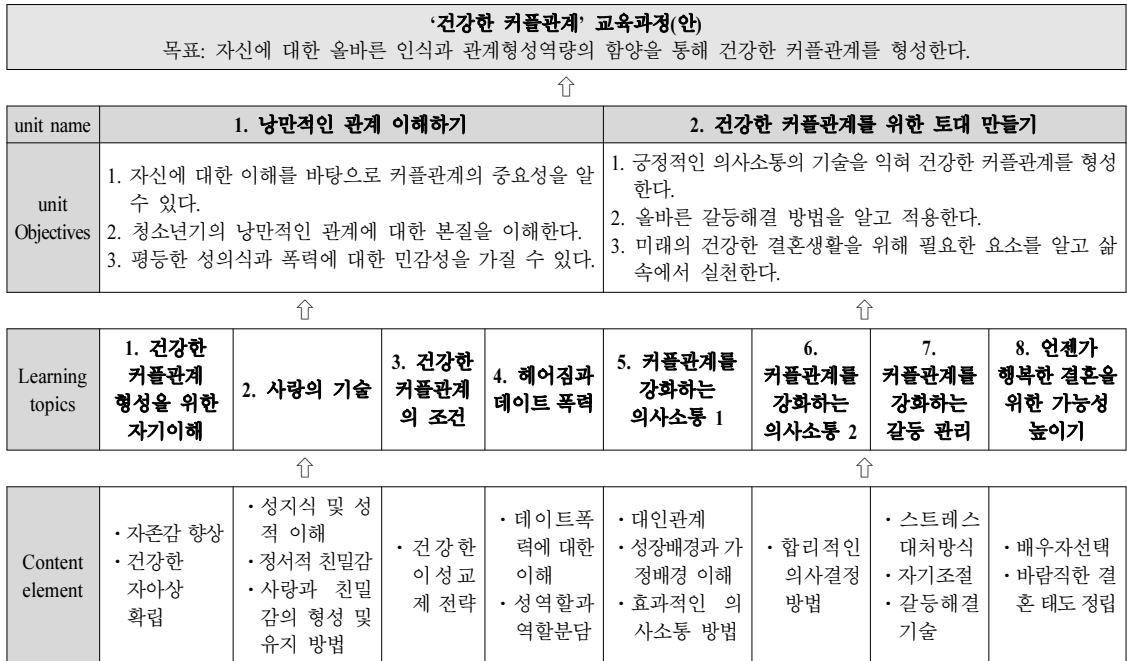 ‘건강한 커플관계’ 교육과정(안)
목표: 자신에 대한 올바른 인식과 관계형성역량의 함양을 통해 건강한 커플관계를 형성한다.
⇧
unit name
1. 낭만적인 관계 이해하기
2. 건강한 커플관계를 위한 토대 만들기
unit
Objectives
1. 자신에 대한 이해를 바탕으로 커플관계의 중요성을 알
수 있다.
2. 청소년기의 낭만적인 관계에 대한 본질을 이해한다.
3. 평등한 성의식과 폭력에 대한 민감성을 가질 수 있다.
1. 긍정적인 의사소통의 기술을 익혀 건강한 커플관계를 형성
한다.
2. 올바른 갈등해결 방법을 알고 적용한다.
3. 미래의 건강한 결혼생활을 위해 필요한 요소를 알고 삶
속에서 실천한다.
⇧ ⇧
Learning
topics
1. 건강한
커플관계
형성을 위한
자기이해
2. 사랑의 기술
3. 건강한
커플관계
의 조건
4. 헤어짐과
데이트 폭력
5. 커플관계를
강화하는
의사소통 1
6.
커플관계를
강화하는
의사소통 2
7.
커플관계를
강화하는
갈등 관리
8. 언젠가
행복한 결혼을
위한 가능성
높이기
⇧ ⇧
Content
element
・자존감 향상
・건강한
자아상
확립
・성지식 및 성
적 이해
・정서적 친밀감
・사랑과 친밀
감의 형성 및
유지 방법
・건강한
이성교
제 전략
・데이트폭
력에 대한
이해
・성역할과
역할분담
・대인관계
・성장배경과 가
정배경 이해
・효과적인 의
사소통 방법
・합리적인
의사결정
방법
・스트레스
대처방식
・자기조절
・갈등해결
기술
・배우자선택
・바람직한 결
혼 태도 정립